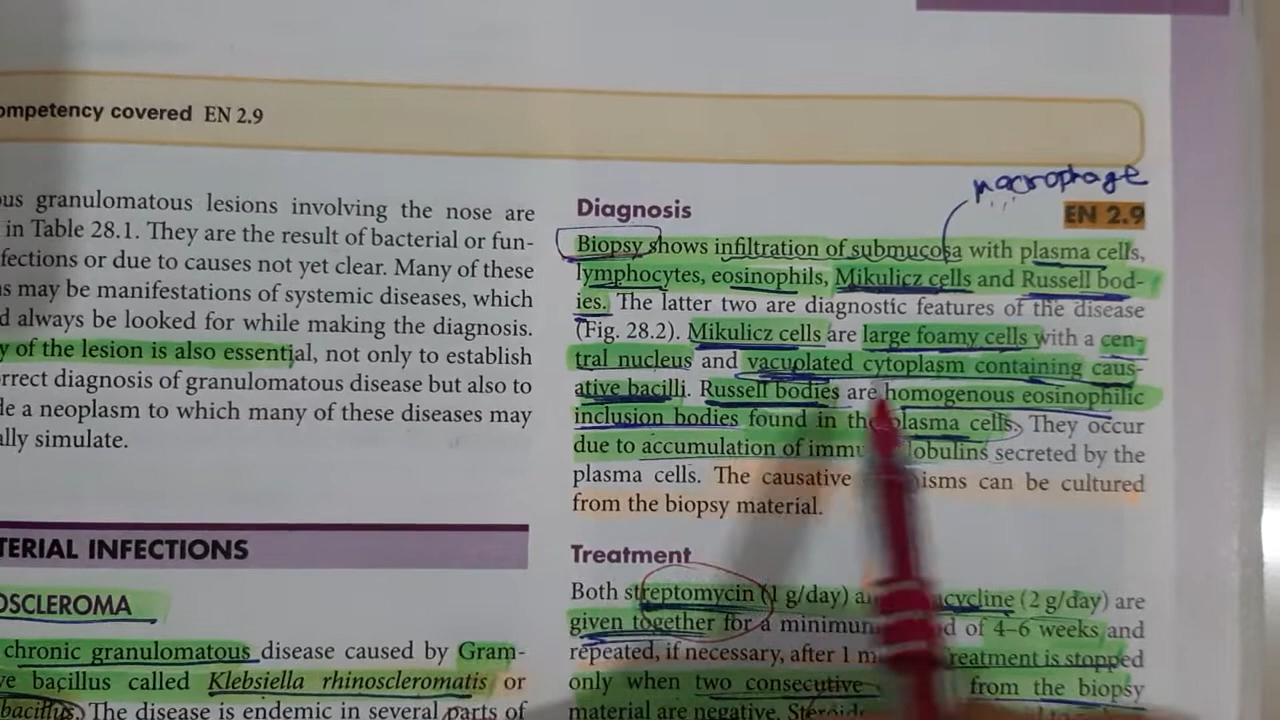 ompetency covered EN 2.9
us granulomatous lesions involving the nose are
in Table 28.1. They are the result of bacterial or fun-
fections or due to causes not yet clear. Many of these
s may be manifestations of systemic diseases, which
d always be looked for while making the diagnosis.
y of the lesion is also essential, not only to establish
rrect diagnosis of granulomatous disease but also to
de a neoplasm to which many of these diseases may
ally simulate.
TERIAL INFECTIONS
OSCLEROMA
chronic granulomatous disease caused by Gram-
ve bacillus called Klebsiella rhinoscleromatis or
bacillus. The disease is endemic in several parts of
macrophage
Diagnosis
EN 2.9
Biopsy shows infiltration of submucosa with plasma cells,
lymphocytes, eosinophils, Mikulicz cells and Russell bod-
ies. The latter two are diagnostic features of the disease
(Fig. 28.2). Mikulicz cells are large foamy cells with a cen-
tral nucleus and vacuolated cytoplasm containing caus-
ative bacilli. Russell bodies are homogenous eosinophilic
inclusion bodies found in the plasma cells. They occur
due to accumulation of immu lobulins secreted by the
plasma cells. The causative isms can be cultured
from the biopsy material.
Treatment
Both streptomycin (1 g/day) a acycline (2 g/day) are
given together for a minimum d of 4–6 weeks and
repeated, if necessary, after 1 m reatment is stopped
only when two consecutive from the biopsy
material are negative. Steroids